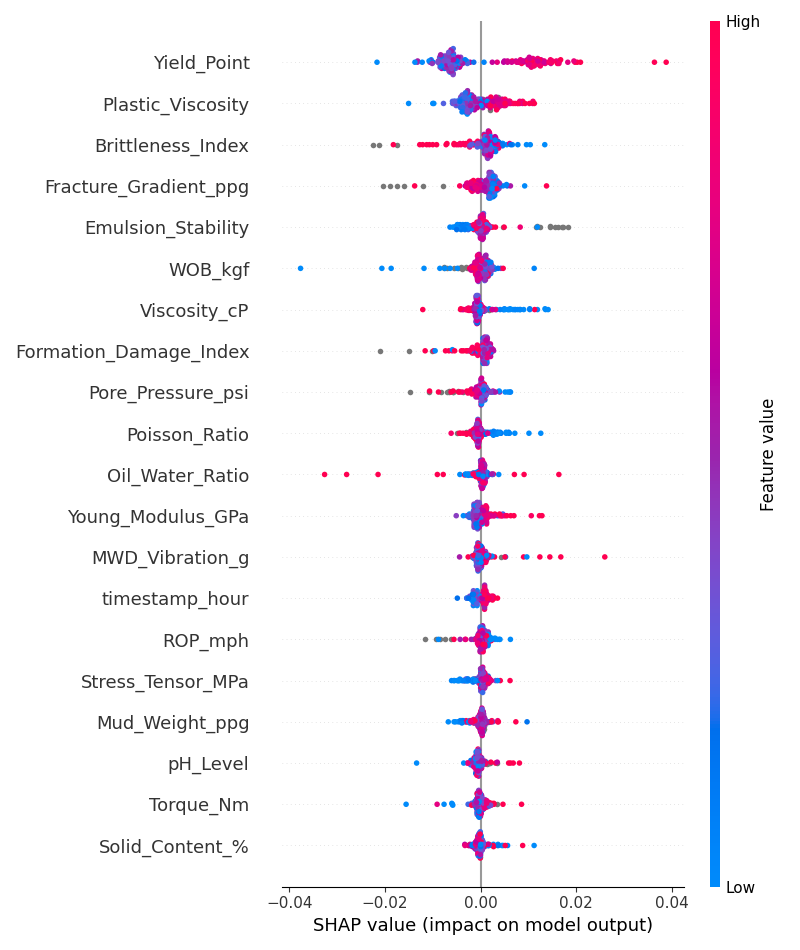 High
Yield_Point
Plastic_Viscosity
Brittleness_Index
Fracture_Gradient_ppg
Emulsion_Stability
WOB_kgf
Viscosity_cP
Formation_Damage_Index
Pore_Pressure_psi
Poisson_Ratio
Oil_Water_Ratio
Young_Modulus_GPa
MWD_Vibration_g
timestamp_hour
ROP_mph
Stress_Tensor_MPa
Mud_Weight_ppg
pH_Level
Torque_Nm
Solid_Content_%
Feature value
Low
−0.04 −0.02 0.00 0.02 0.04
SHAP value (impact on model output)